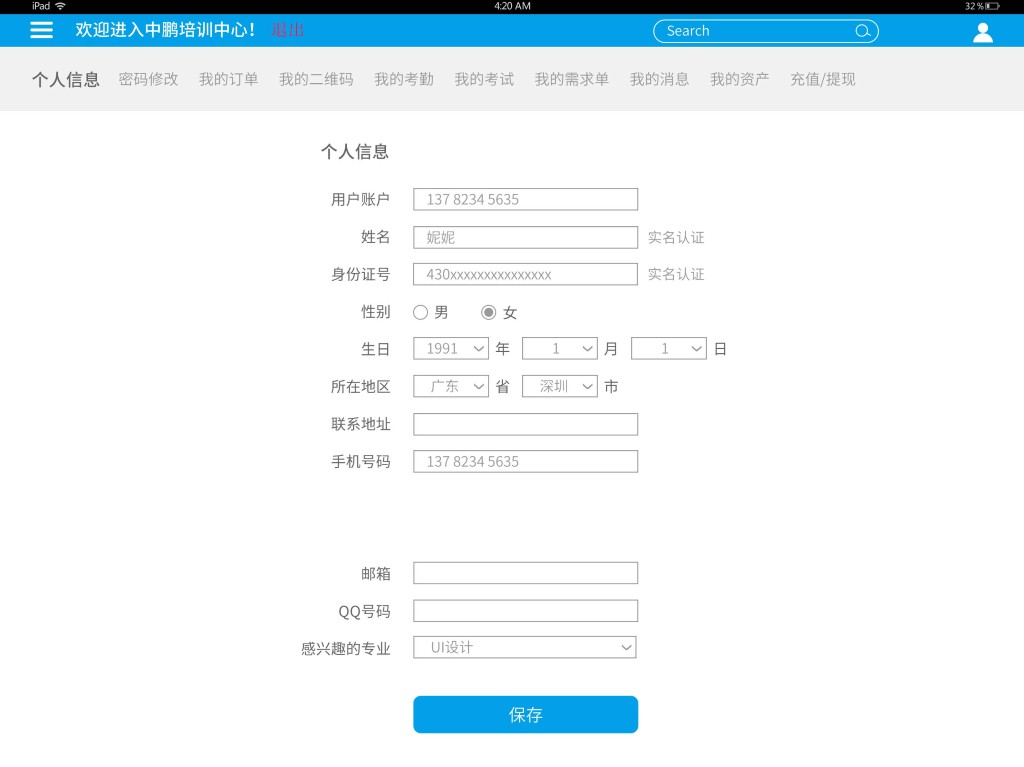 iPad 4:20 AM 32%
欢迎进入中鹏培训中心! 退出 Search
个人信息 密码修改 我的订单 我的二维码 我的考勤 我的考试 我的需求单 我的消息 我的资产 充值/提现
个人信息
用户账户 137 8234 5635
姓名 妮妮 实名认证
身份证号 430xxxxxxxxxxxxxxx 实名认证
性别 男 女
生日 1991 年 1 月 1 日
所在地区 广东 省 深圳 市
联系地址
手机号码 137 8234 5635
邮箱
QQ号码
感兴趣的专业 UI设计
保存